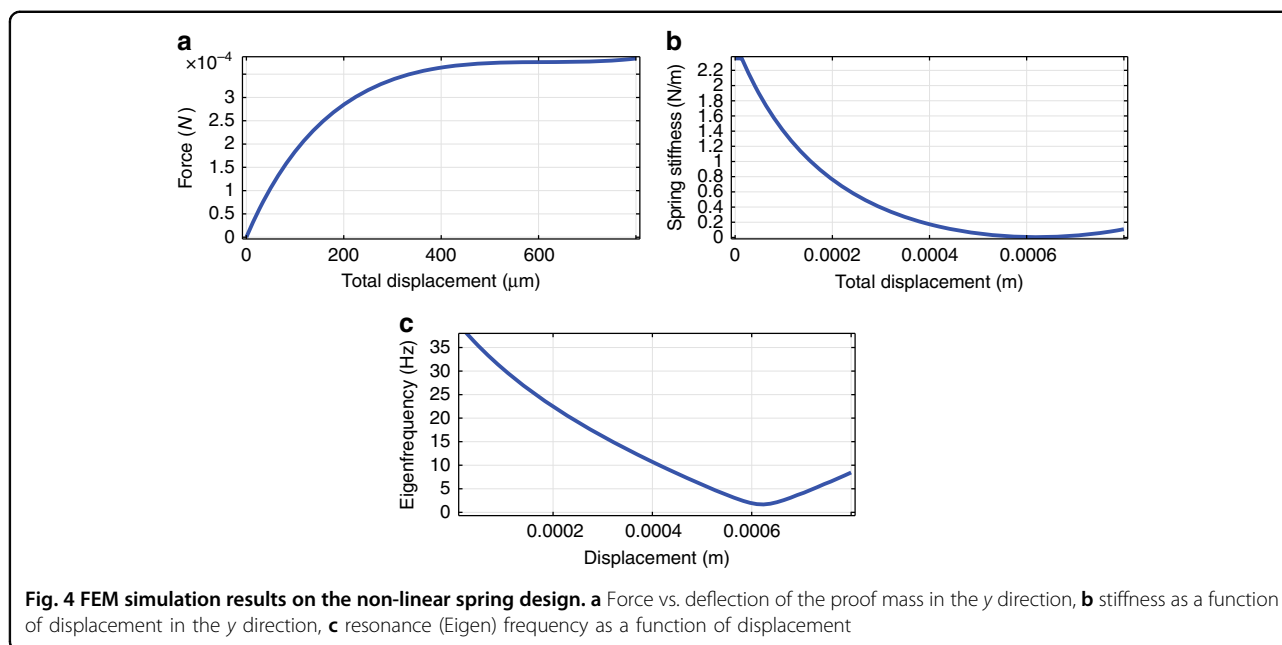 a
×10⁻⁴
3
2.5
2
1.5
1
0.5
0
Force (N)
0 200 400 600
Total displacement (μm)
b
2.2
1.8
1.6
1.4
1.2
1
0.8
0.6
0.4
0.2
0
Spring stiffness (N/m)
0 0.0002 0.0004 0.0006
Total displacement (m)
c
35
30
25
20
15
10
5
0
Eigenfrequency (Hz)
0.0002 0.0004 0.0006
Displacement (m)
Fig. 4 FEM simulation results on the non-linear spring design. a Force vs. deflection of the proof mass in the y direction, b stiffness as a function
of displacement in the y direction, c resonance (Eigen) frequency as a function of displacement